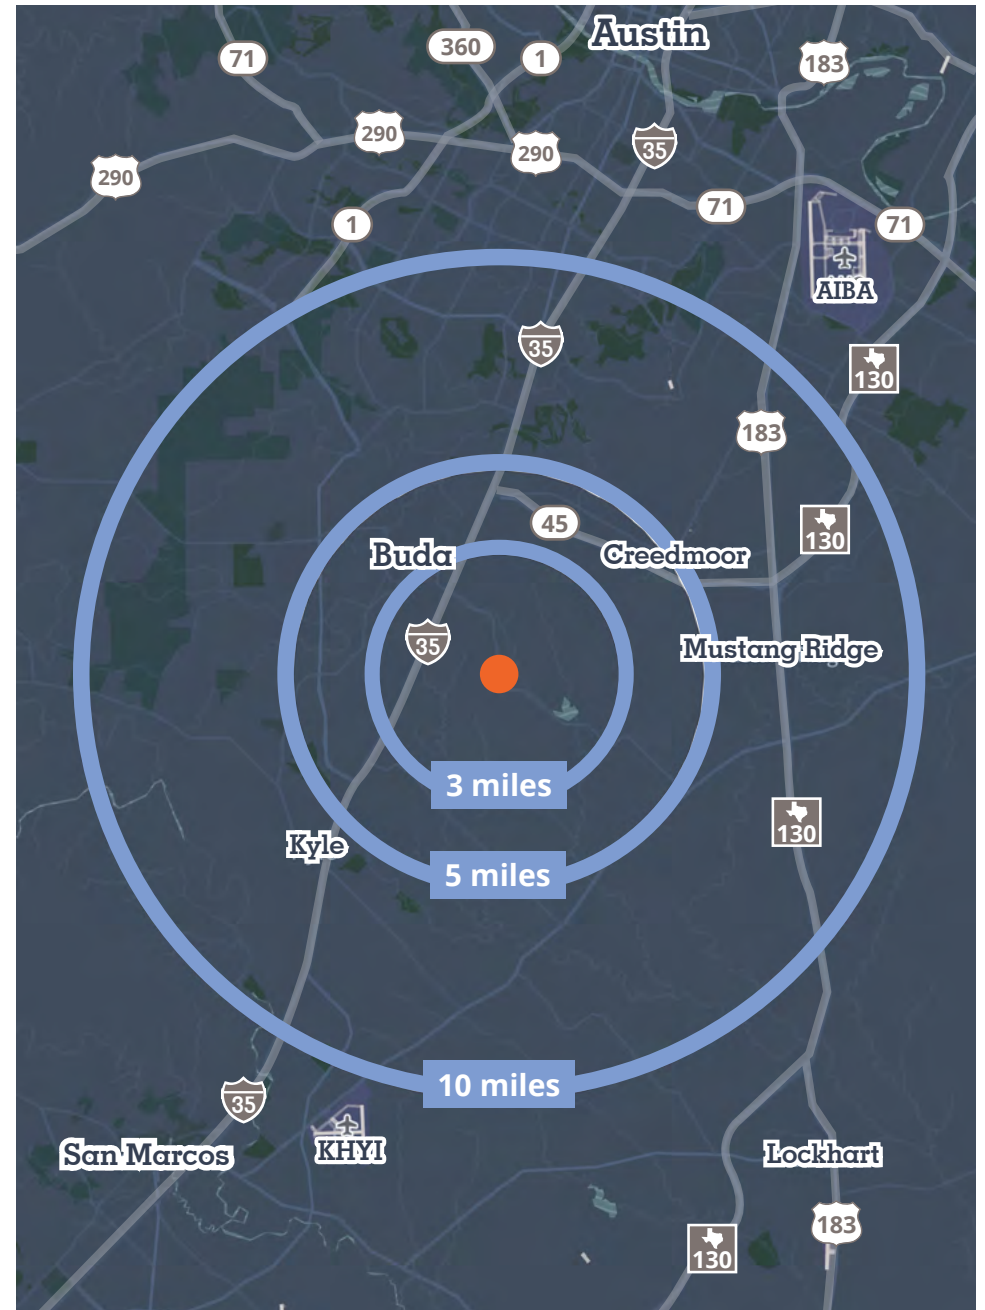 Austin
360
1
71
183
290
290
35
290
71
1
71
AIBA
35
130
183
45
130
Buda
Creedmoor
35
Mustang Ridge
3 miles
130
Kyle
5 miles
10 miles
35
KHYI
San Marcos
Lockhart
183
130